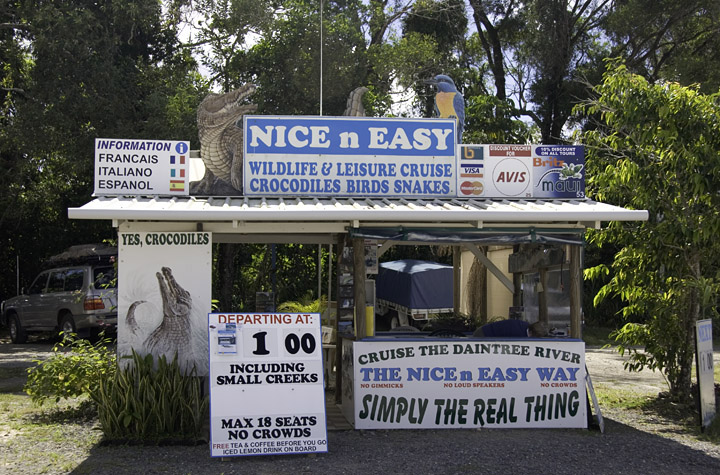 NICE n EASY
WILDLIFE & LEISURE CRUISE
CROCODILES BIRDS SNAKES
INFORMATION i
FRANCAIS
ITALIANO
ESPANOL
b
VISA
DISCOUNT VOUCHER
FOR
AVIS
10% DISCOUNT
ON ALL TOURS
Britz
maui
YES, CROCODILES
DEPARTING AT:
1 00
INCLUDING
SMALL CREEKS
MAX 18 SEATS
NO CROWDS
FREE TEA & COFFEE BEFORE YOU GO
ICED LEMON DRINK ON BOARD
CRUISE THE DAINTREE RIVER
THE NICE n EASY WAY
NO GIMMICKS NO LOUD SPEAKERS NO CROWDS
SIMPLY THE REAL THING